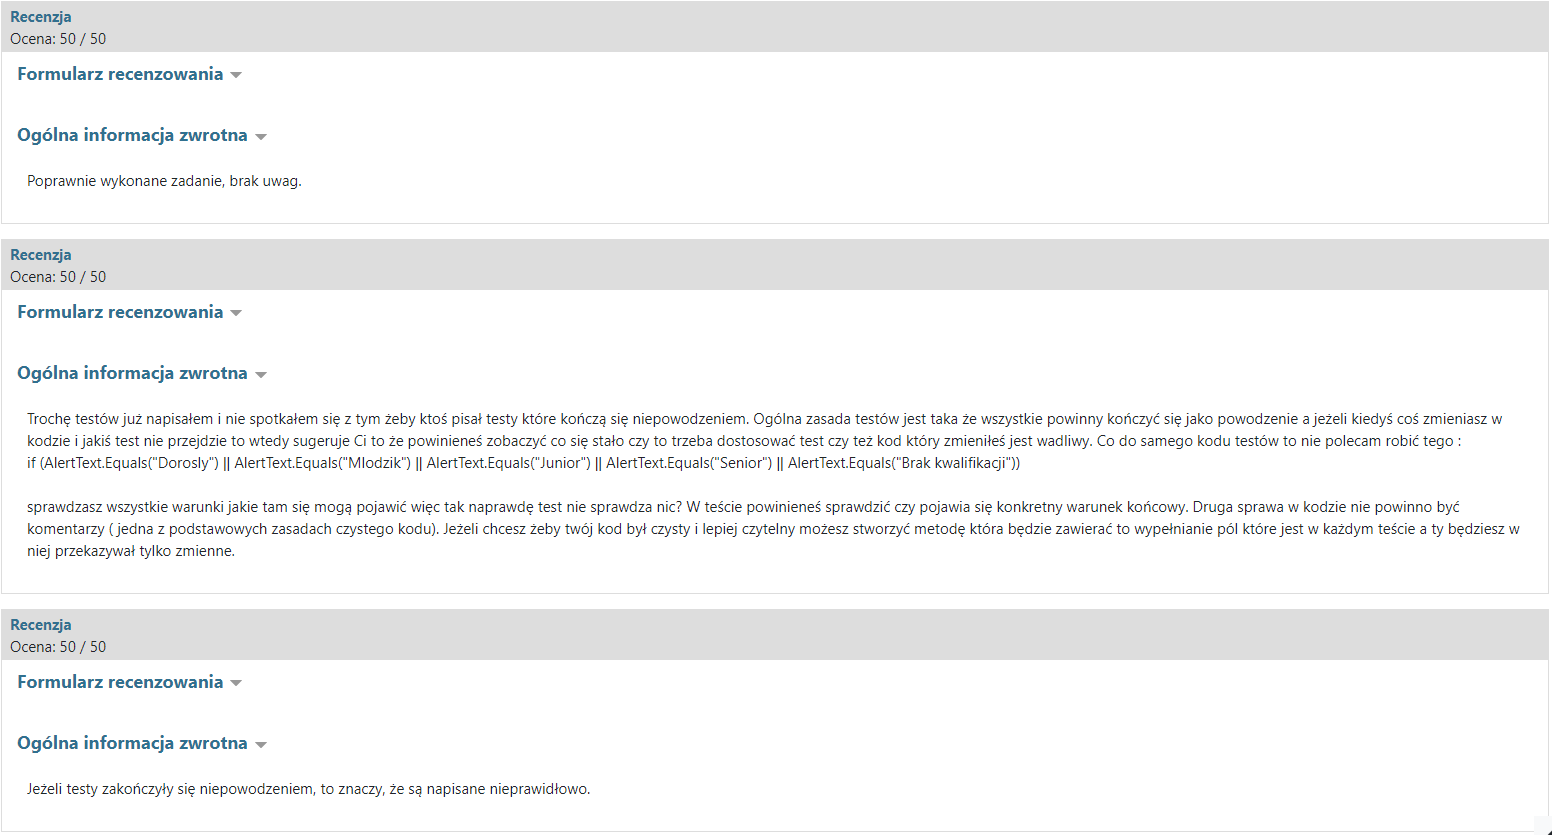 Recenzja
Ocena: 50 / 50
Formularz recenzowania
Ogólna informacja zwrotna
Poprawnie wykonane zadanie, brak uwag.
Recenzja
Ocena: 50 / 50
Formularz recenzowania
Ogólna informacja zwrotna
Trochę testów już napisałem i nie spotkałem się z tym żeby ktoś pisał testy które kończą się niepowodzeniem. Ogólna zasada testów jest taka że wszystkie powinny kończyć się jako powodzenie a jeżeli kiedyś coś zmieniasz w
kodzie i jakiś test nie przejdzie to wtedy sugeruje Ci to że powinieneś zobaczyć co się stało czy to trzeba dostosować test czy też kod który zmieniłeś jest wadliwy. Co do samego kodu testów to nie polecam robić tego :
if (AlertText.Equals("Dorosly") || AlertText.Equals("Mlodzik") || AlertText.Equals("Junior") || AlertText.Equals("Senior") || AlertText.Equals("Brak kwalifikacji"))
sprawdzasz wszystkie warunki jakie tam się mogą pojawić więc tak naprawdę test nie sprawdza nic? W teście powinieneś sprawdzić czy pojawia się konkretny warunek końcowy. Druga sprawa w kodzie nie powinno być
komentarzy ( jedna z podstawowych zasadach czystego kodu). Jeżeli chcesz żeby twój kod był czysty i lepiej czytelny możesz stworzyć metodę która będzie zawierać to wypełnianie pól które jest w każdym teście a ty będziesz w
niej przekazywał tylko zmienne.
Recenzja
Ocena: 50 / 50
Formularz recenzowania
Ogólna informacja zwrotna
Jeżeli testy zakończyły się niepowodzeniem, to znaczy, że są napisane nieprawidłowo.